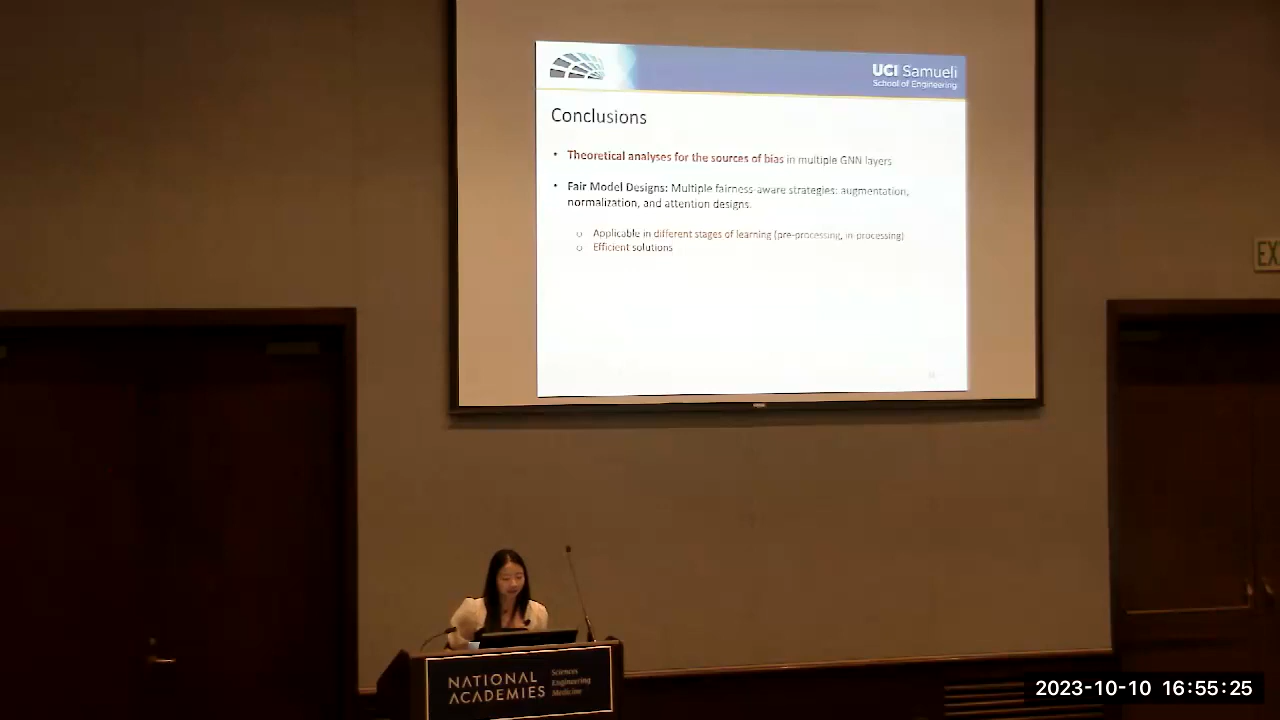 UCI Samueli
School of Engineering
Conclusions
• Theoretical analyses for the sources of bias in multiple GNN layers
• Fair Model Designs: Multiple fairness-aware strategies: augmentation,
normalization, and attention designs.
o Applicable in different stages of learning (pre-processing, in-processing)
o Efficient solutions
EX
NATIONAL
ACADEMIES
Sciences
Engineering
Medicine
2023-10-10 16:55:25